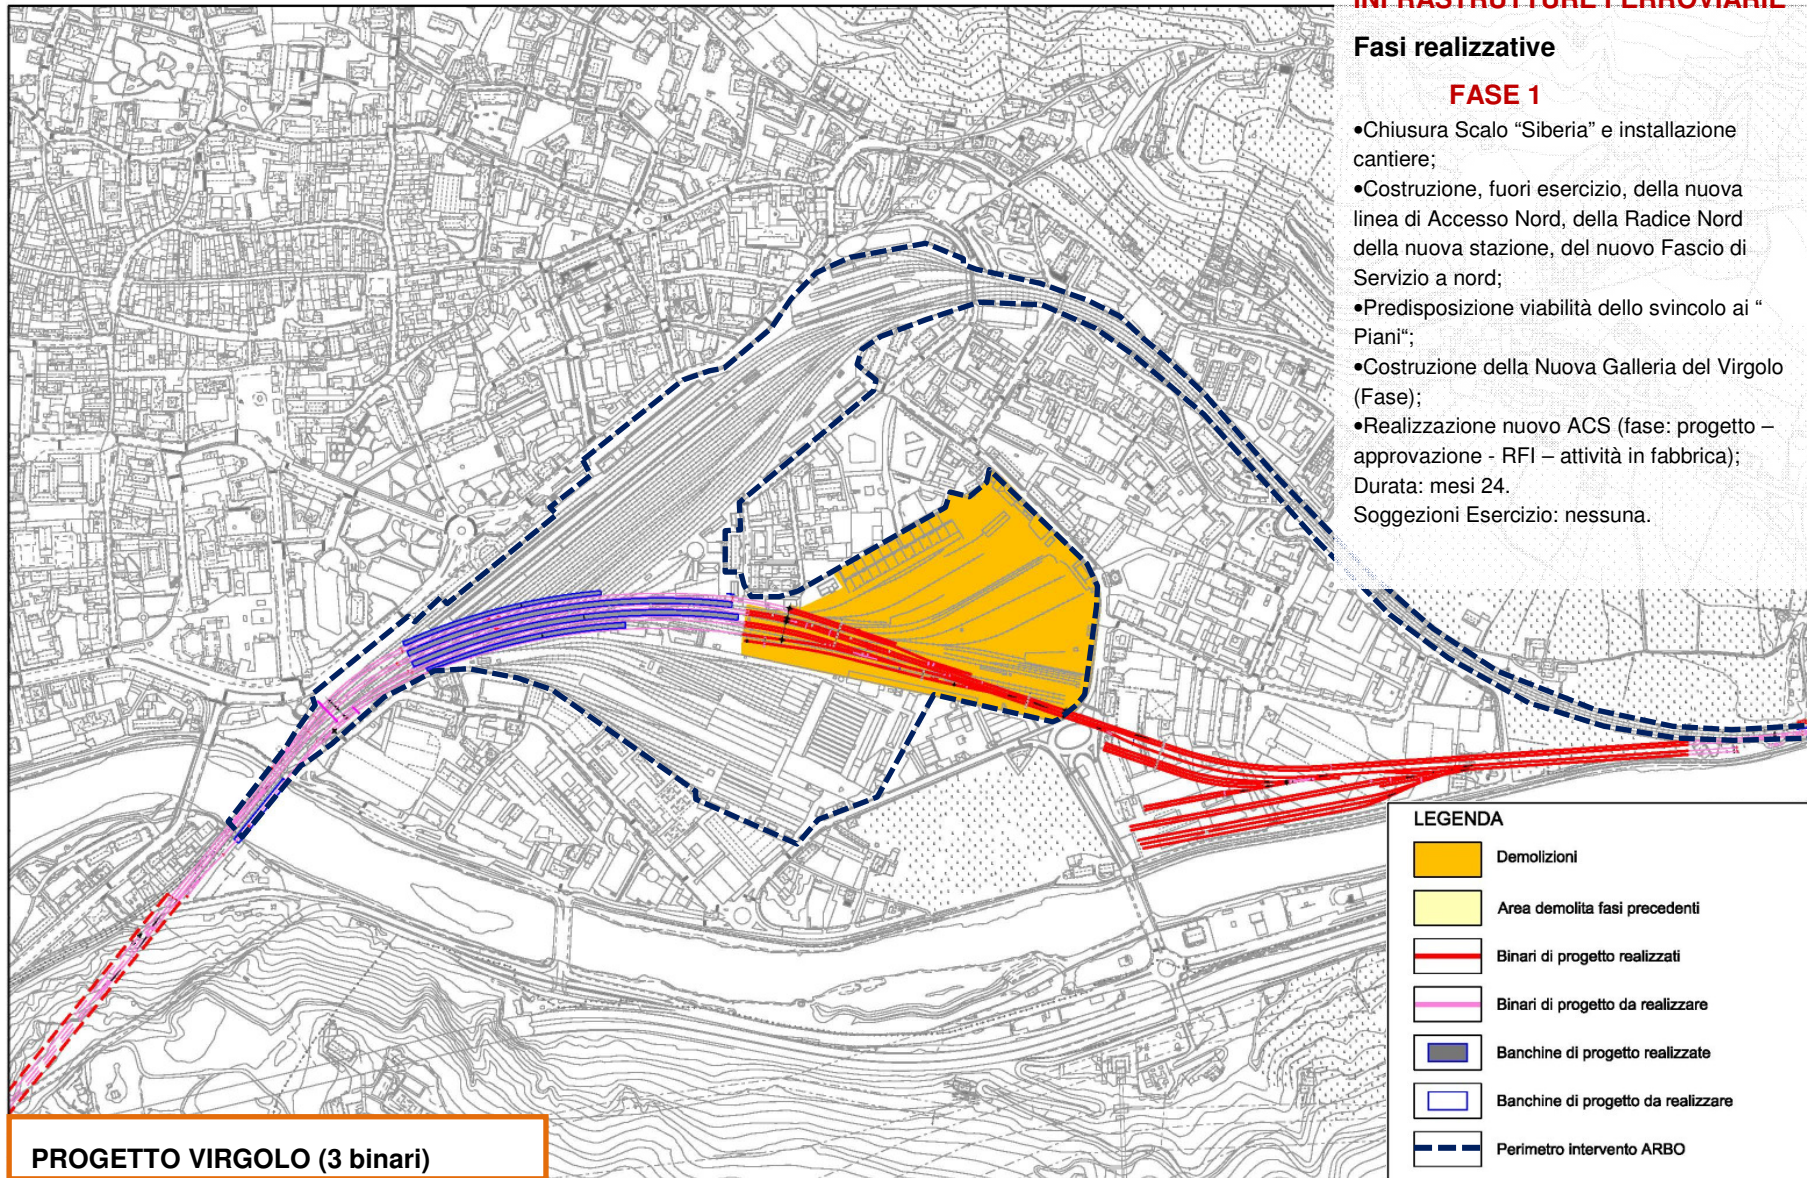 INFRASTRUTTURE FERROVIARIE
Fasi realizzative
FASE 1
•Chiusura Scalo “Siberia” e installazione
cantiere;
•Costruzione, fuori esercizio, della nuova
linea di Accesso Nord, della Radice Nord
della nuova stazione, del nuovo Fascio di
Servizio a nord;
•Predisposizione viabilità dello svincolo ai “
Piani“;
•Costruzione della Nuova Galleria del Virgolo
(Fase);
•Realizzazione nuovo ACS (fase: progetto –
approvazione - RFI – attività in fabbrica);
Durata: mesi 24.
Soggezioni Esercizio: nessuna.
LEGENDA
Demolizioni
Area demolita fasi precedenti
Binari di progetto realizzati
Binari di progetto da realizzare
Banchine di progetto realizzate
Banchine di progetto da realizzare
Perimetro intervento ARBO
PROGETTO VIRGOLO (3 binari)